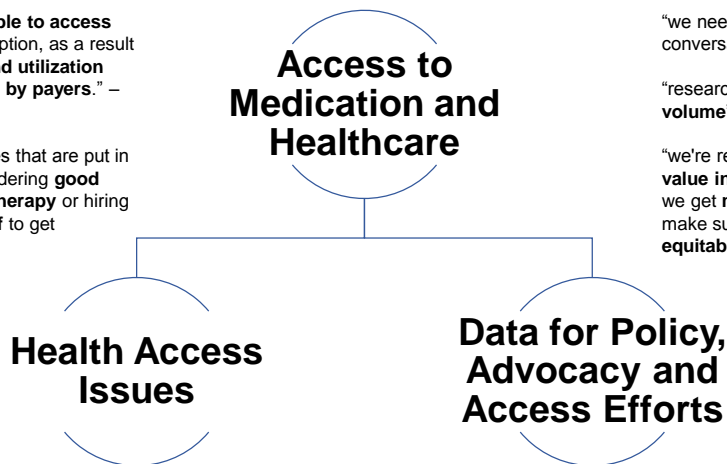 ple to access
ption, as a result
d utilization
by payers.” –
es that are put in
dering good
herapy or hiring
f to get
Access to
Medication and
Healthcare
“we nee
convers
“researc
volume”
“we're re
value in
we get
make su
equitab
Health Access
Issues
Data for Policy,
Advocacy and
Access Efforts